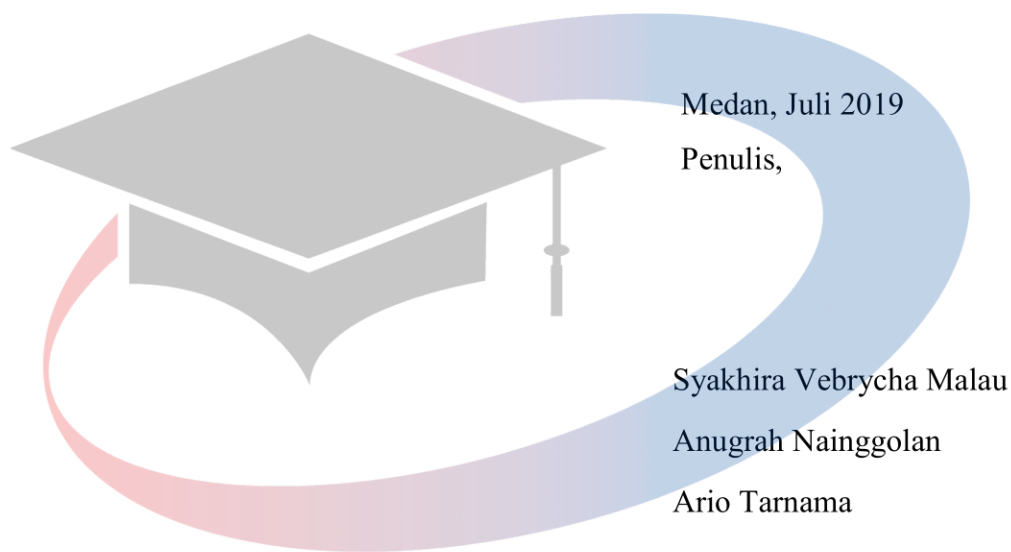 Medan, Juli 2019
Penulis,
Syakhira Vebrycha Malau
Anugrah Nainggolan
Ario Tarnama